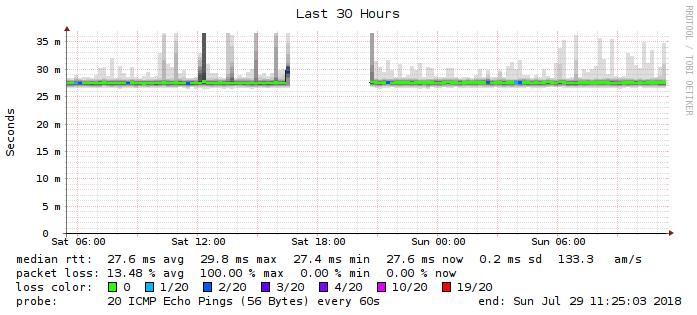 Last 30 Hours
RRDTOOL / TOBI OETIKER
Seconds
35 m
30 m
25 m
20 m
15 m
10 m
5 m
0
Sat 06:00 Sat 12:00 Sat 18:00 Sun 00:00 Sun 06:00
median rtt: 27.6 ms avg 29.8 ms max 27.4 ms min 27.6 ms now 0.2 ms sd 133.3 am/s
packet loss: 13.48 % avg 100.00 % max 0.00 % min 0.00 % now
loss color: 0 1/20 2/20 3/20 4/20 10/20 19/20
probe: 20 ICMP Echo Pings (56 Bytes) every 60s end: Sun Jul 29 11:25:03 2018